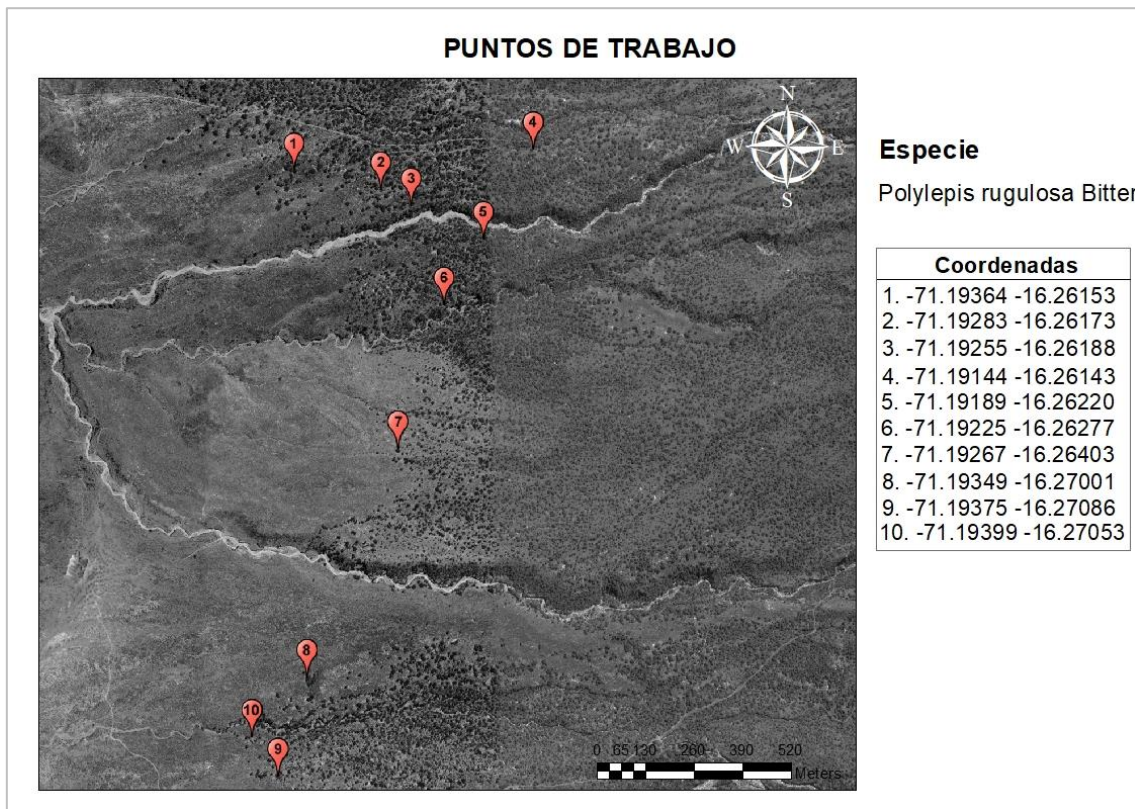 PUNTOS DE TRABAJO
N
W E
S
1
2
3
4
5
6
7
8
10
9
0 65 130 260 390 520
Meters
Especie
Polylepis rugulosa Bitter
Coordenadas
1. -71.19364 -16.26153
2. -71.19283 -16.26173
3. -71.19255 -16.26188
4. -71.19144 -16.26143
5. -71.19189 -16.26220
6. -71.19225 -16.26277
7. -71.19267 -16.26403
8. -71.19349 -16.27001
9. -71.19375 -16.27086
10. -71.19399 -16.27053